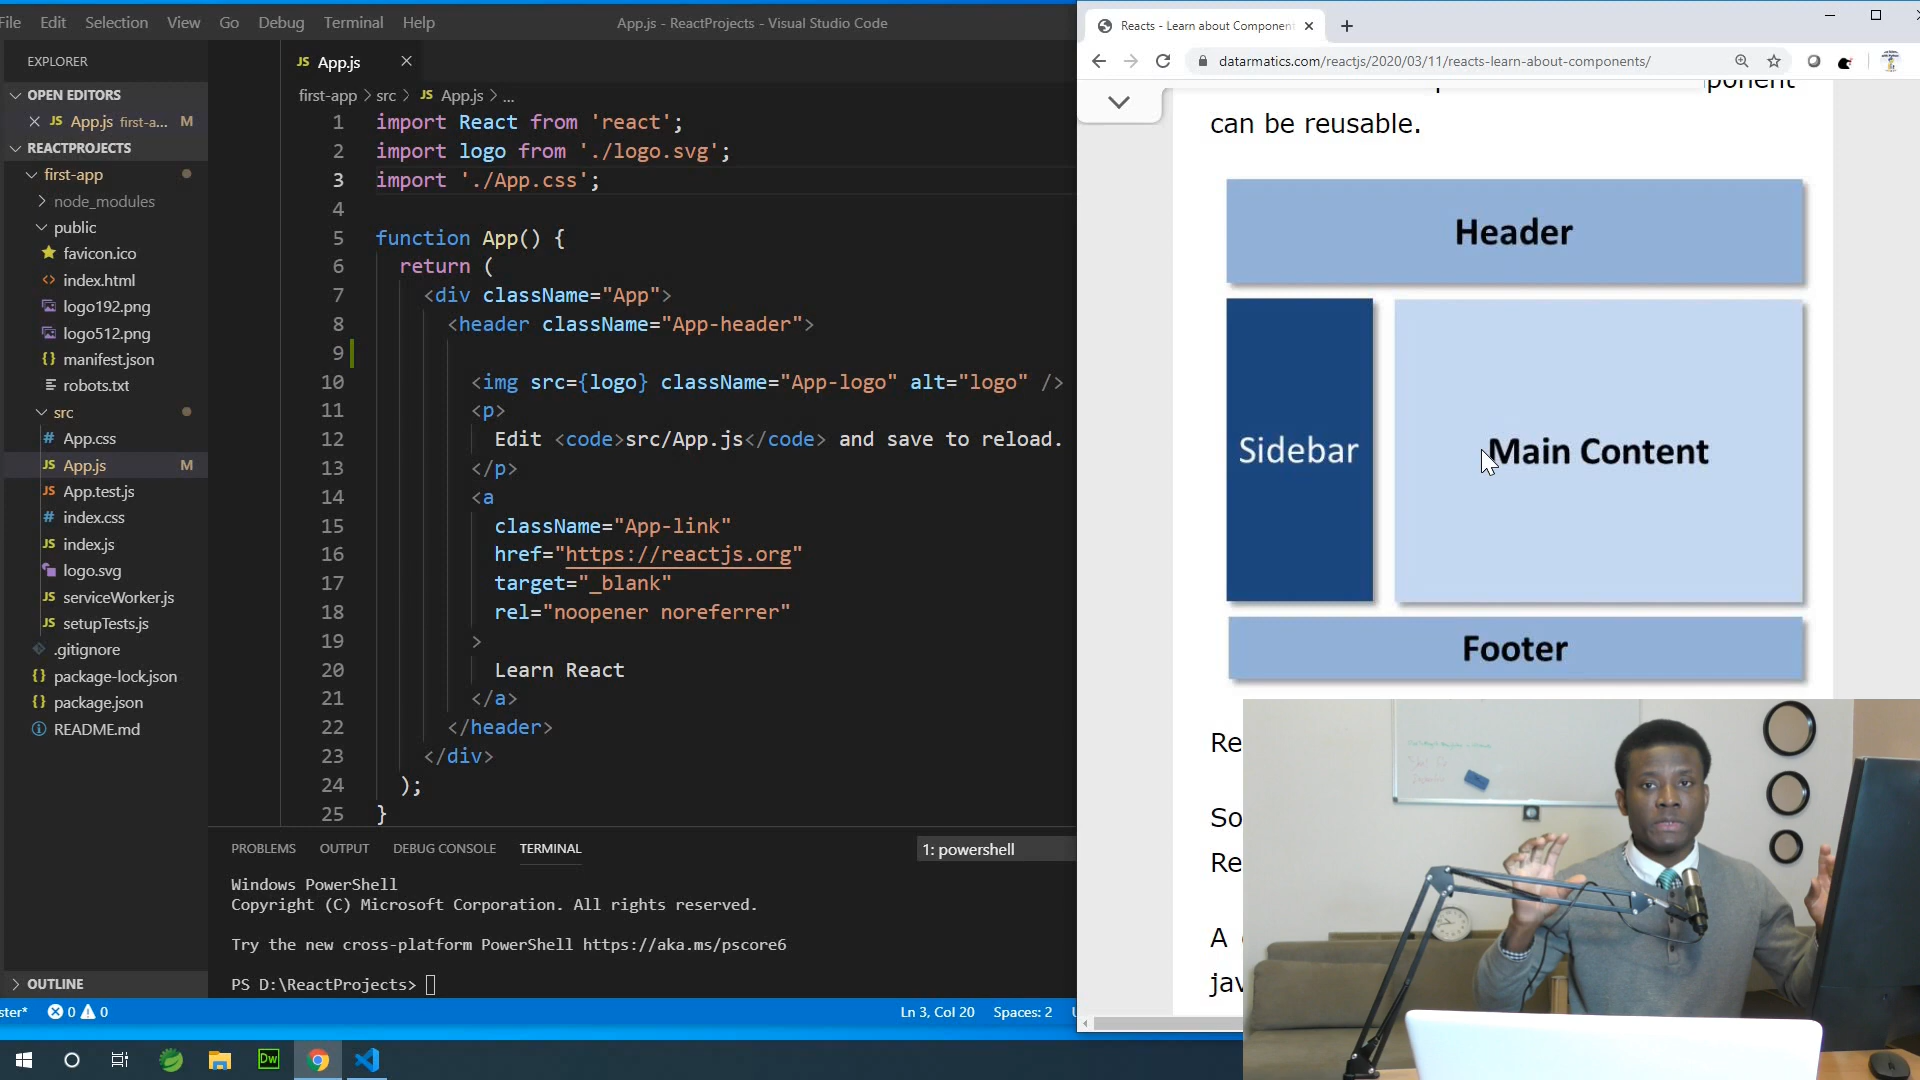 File Edit Selection View Go Debug Terminal Help
App.js - ReactProjects - Visual Studio Code
EXPLORER
OPEN EDITORS
JS App.js first-a... M
REACTPROJECTS
first-app
node_modules
public
favicon.ico
<> index.html
logo192.png
logo512.png
{} manifest.json
robots.txt
src
# App.css
JS App.js M
JS App.test.js
# index.css
JS index.js
logo.svg
JS serviceWorker.js
JS setupTests.js
.gitignore
{} package-lock.json
{} package.json
README.md
OUTLINE
JS App.js
first-app > src > JS App.js > ...
1 import React from 'react';
2 import logo from './logo.svg';
3 import './App.css';
4
5 function App() {
6 return (
7 <div className="App">
8 <header className="App-header">
9
10 <img src={logo} className="App-logo" alt="logo" />
11 <p>
12 Edit <code>src/App.js</code> and save to reload.
13 </p>
14 <a
15 className="App-link"
16 href="https://reactjs.org"
17 target="_blank"
18 rel="noopener noreferrer"
19 >
20 Learn React
21 </a>
22 </header>
23 </div>
24 );
25 }
PROBLEMS OUTPUT DEBUG CONSOLE TERMINAL
1: powershell
Windows PowerShell
Copyright (C) Microsoft Corporation. All rights reserved.
Try the new cross-platform PowerShell https://aka.ms/pscore6
PS D:\ReactProjects>
ster* 0 0
Ln 3, Col 20 Spaces: 2
Dw
Reacts - Learn about Component
datarmatics.com/reactjs/2020/03/11/reacts-learn-about-components/
ponent
can be reusable.
Header
Sidebar
Main Content
Footer
Re
So
Re
A
jav